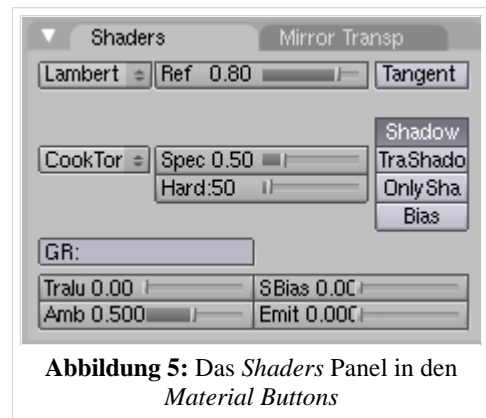 Shaders Mirror Transp
Lambert Ref 0.80 Tangent
Shadow
CookTor Spec 0.50 TraShado
Hard:50 OnlySha
Bias
GR:
Tralu 0.00 SBias 0.00
Amb 0.500 Emit 0.000
Abbildung 5: Das Shaders Panel in den
Material Buttons